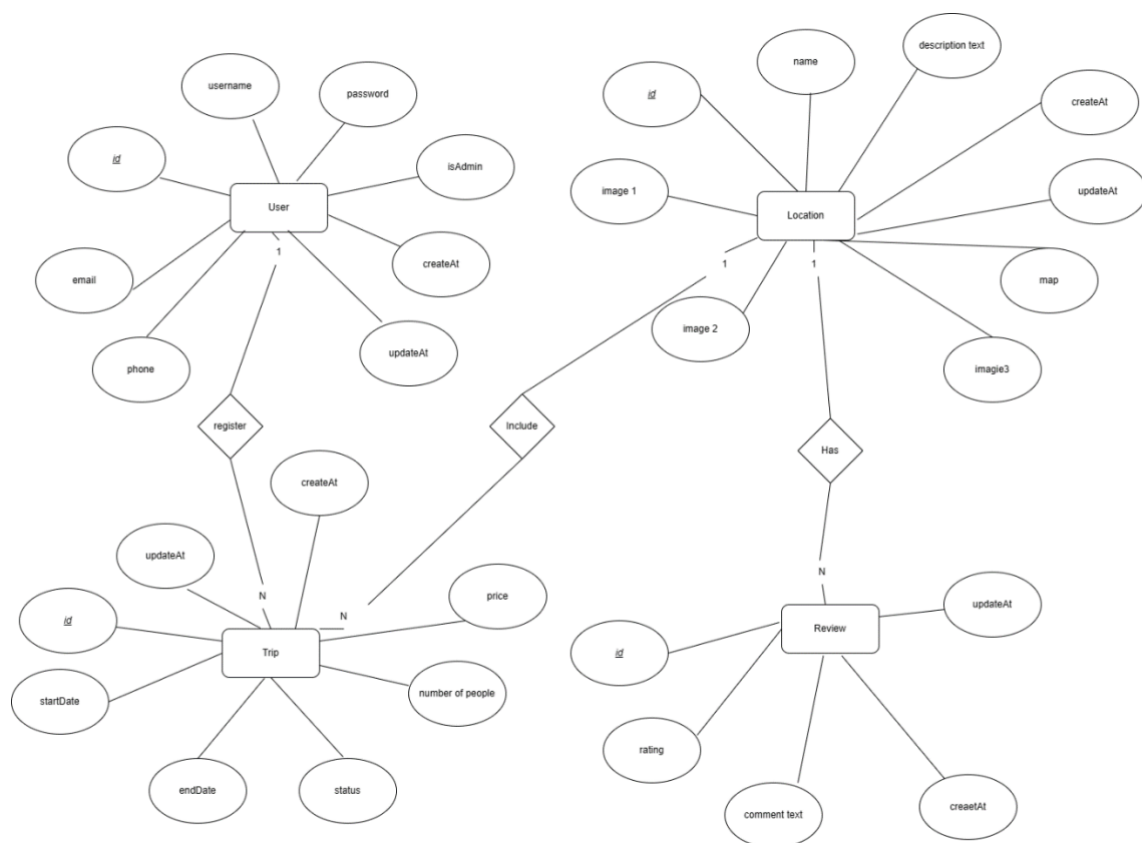 description text
name
username
password
id
createAt
id
isAdmin
image 1
updateAt
User
Location
1
createAt
email
1
1
map
image 2
updateAt
phone
imagie3
register
Include
Has
createAt
updateAt
N
N
N
price
updateAt
id
Trip
Review
id
startDate
number of people
rating
endDate
status
comment text
creaetAt